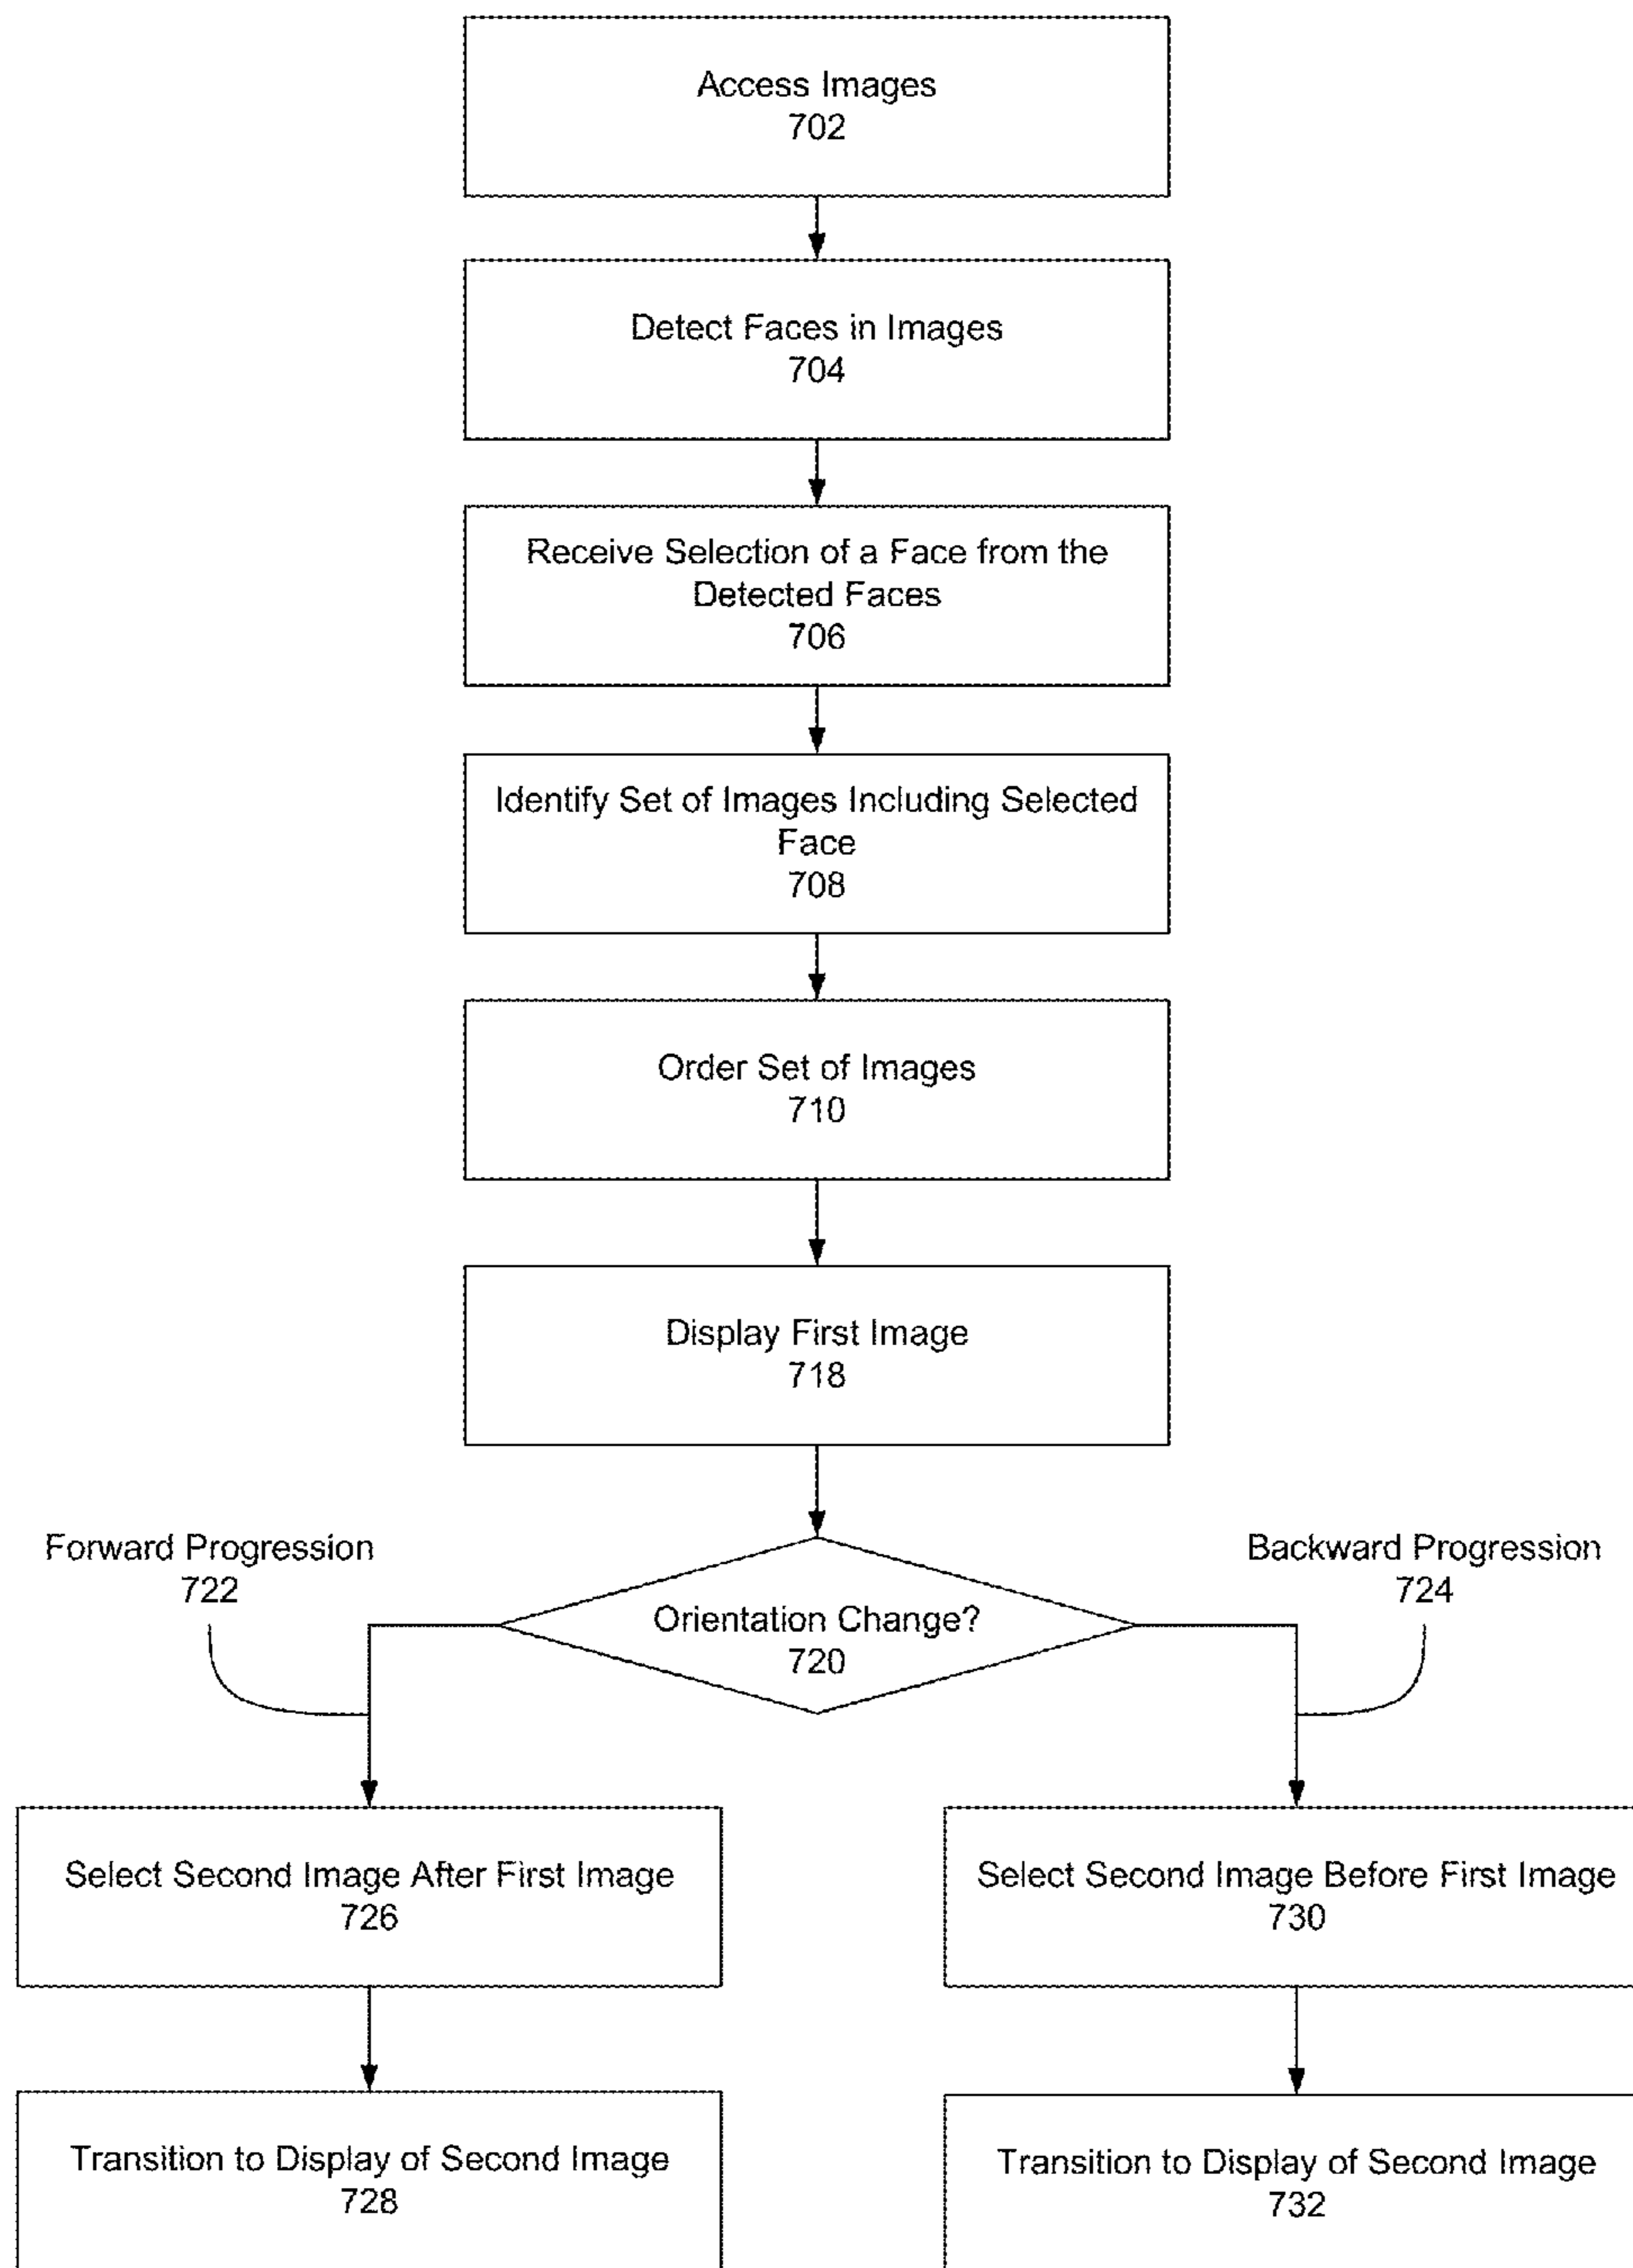 Access Images
702
Detect Faces in Images
704
Receive Selection of a Face from the
Detected Faces
706
Identify Set of Images Including Selected
Face
708
Order Set of Images
710
Display First Image
718
Forward Progression
722
Backward Progression
724
Orientation Change?
720
Select Second Image After First Image
726
Select Second Image Before First Image
730
Transition to Display of Second Image
728
Transition to Display of Second Image
732